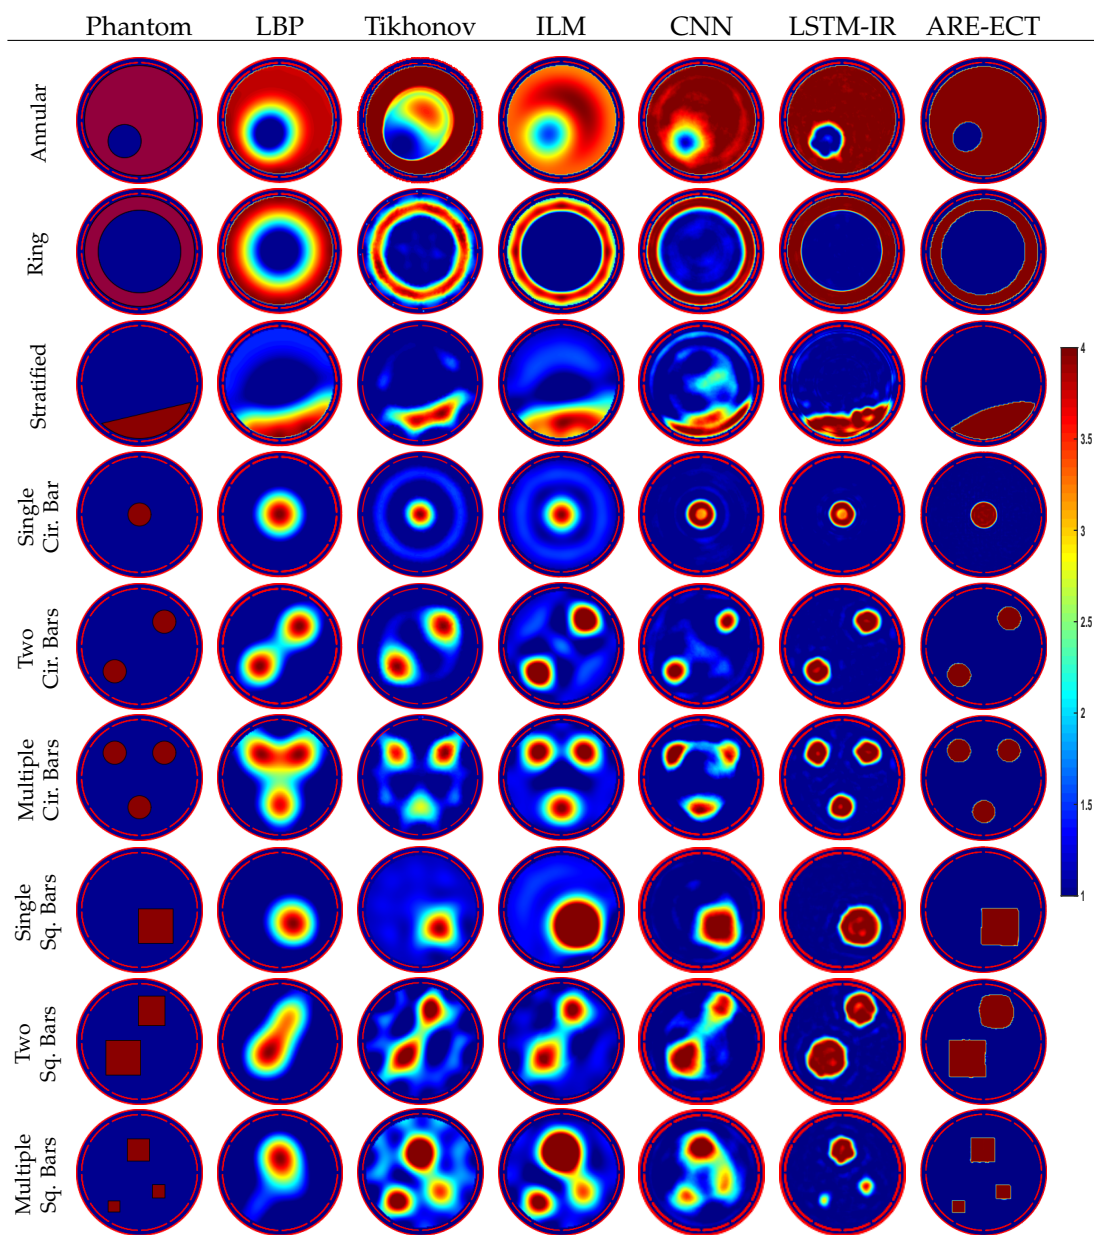 Phantom LBP Tikhonov ILM CNN LSTM-IR ARE-ECT
Annular
Ring
Stratified
4
3.5
3
2.5
2
1.5
1
Single
Cir. Bar
Two
Cir. Bars
Multiple
Cir. Bars
Single
Sq. Bars
Two
Sq. Bars
Multiple
Sq. Bars